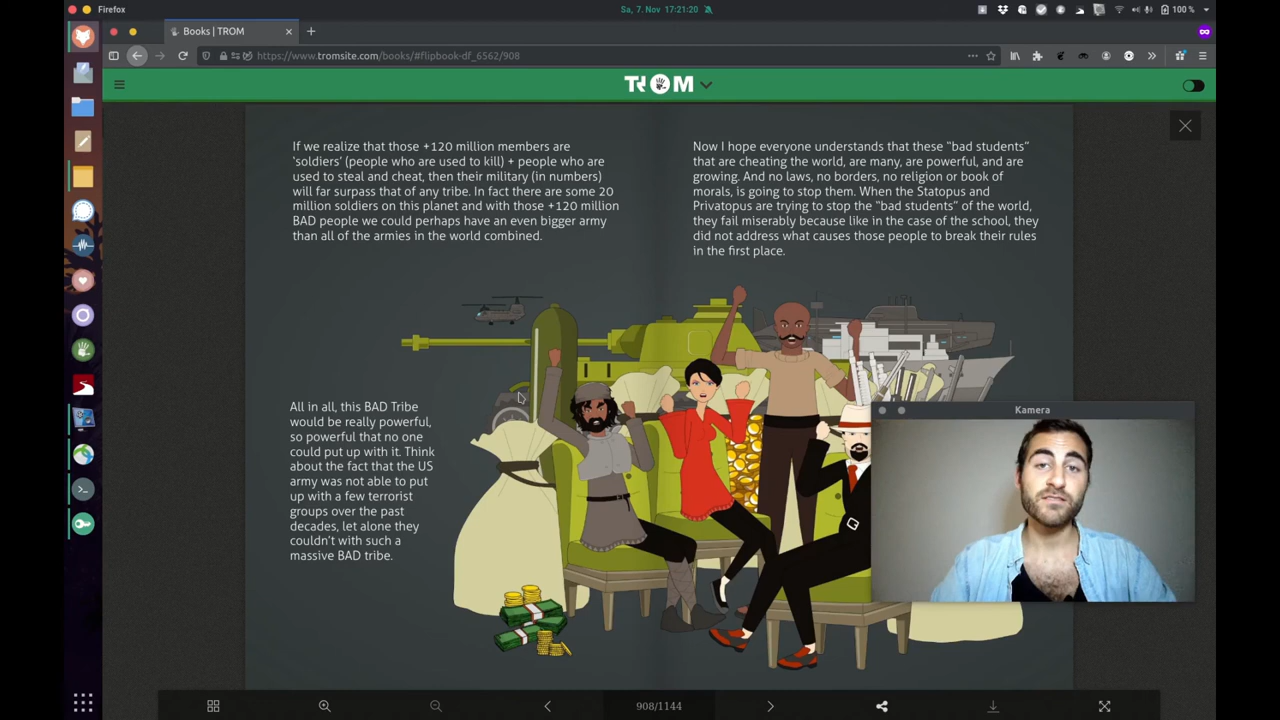 Firefox
Sa, 7. Nov 17:21:20
100 %
Books | TROM
https://www.tromsite.com/books/#flipbook-df_6562/908
TROM
If we realize that those +120 million members are
‘soldiers’ (people who are used to kill) + people who are
used to steal and cheat, then their military (in numbers)
will far surpass that of any tribe. In fact there are some 20
million soldiers on this planet and with those +120 million
BAD people we could perhaps have an even bigger army
than all of the armies in the world combined.
Now I hope everyone understands that these “bad students”
that are cheating the world, are many, are powerful, and are
growing. And no laws, no borders, no religion or book of
morals, is going to stop them. When the Statopus and
Privatopus are trying to stop the “bad students” of the world,
they fail miserably because like in the case of the school, they
did not address what causes those people to break their rules
in the first place.
All in all, this BAD Tribe
would be really powerful,
so powerful that no one
could put up with it. Think
about the fact that the US
army was not able to put
up with a few terrorist
groups over the past
decades, let alone they
couldn’t with such a
massive BAD tribe.
Kamera
908/1144